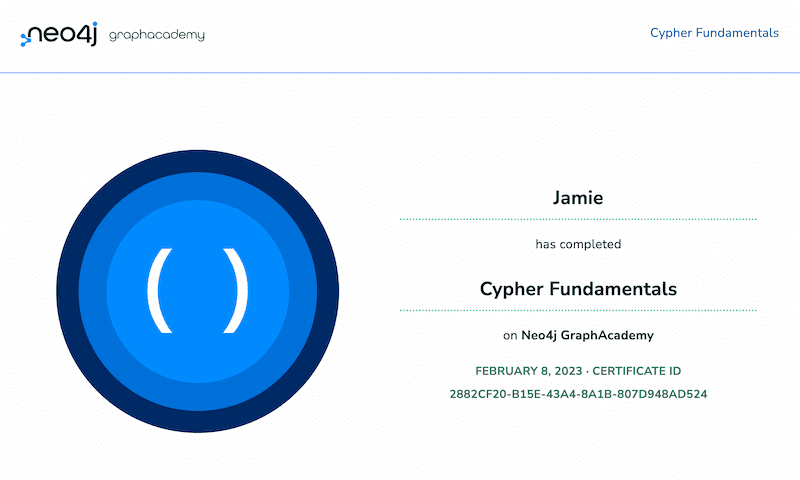 neo4j graphacademy Cypher Fundamentals
( )
Jamie
has completed
Cypher Fundamentals
on Neo4j GraphAcademy
FEBRUARY 8, 2023 · CERTIFICATE ID
2882CF20-B15E-43A4-8A1B-807D948AD524